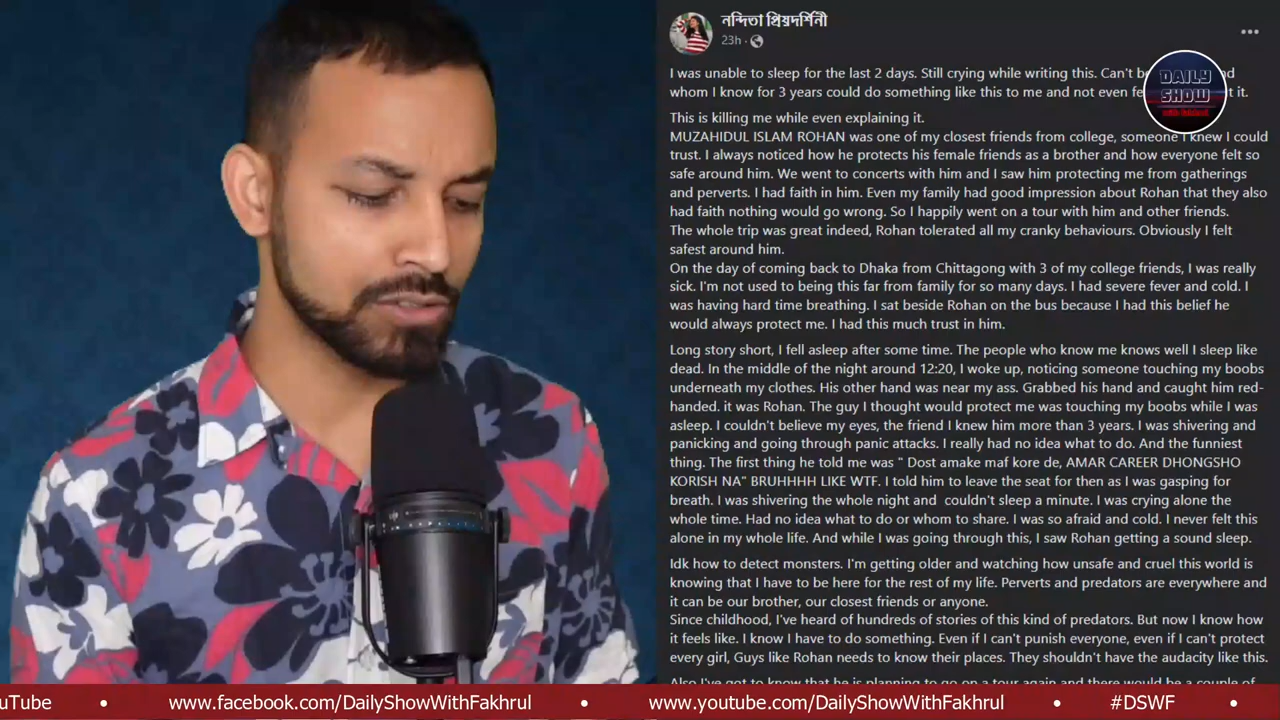 নন্দিতা প্রিয়দর্শিনী
23h ·
I was unable to sleep for the last 2 days. Still crying while writing this. Can't
whom I know for 3 years could do something like this to me and not even it.
This is killing me while even explaining it.
MUZAHIDUL ISLAM ROHAN was one of my closest friends from college, someone I knew I could
trust. I always noticed how he protects his female friends as a brother and how everyone felt so
safe around him. We went to concerts with him and I saw him protecting me from gatherings
and perverts. I had faith in him. Even my family had good impression about Rohan that they also
had faith nothing would go wrong. So I happily went on a tour with him and other friends.
The whole trip was great indeed, Rohan tolerated all my cranky behaviours. Obviously I felt
safest around him.
On the day of coming back to Dhaka from Chittagong with 3 of my college friends, I was really
sick. I'm not used to being this far from family for so many days. I had severe fever and cold. I
was having hard time breathing. I sat beside Rohan on the bus because I had this belief he
would always protect me. I had this much trust in him.
Long story short, I fell asleep after some time. The people who know me knows well I sleep like
dead. In the middle of the night around 12:20, I woke up, noticing someone touching my boobs
underneath my clothes. His other hand was near my ass. Grabbed his hand and caught him red-
handed. it was Rohan. The guy I thought would protect me was touching my boobs while I was
asleep. I couldn't believe my eyes, the friend I knew him more than 3 years. I was shivering and
panicking and going through panic attacks. I really had no idea what to do. And the funniest
thing. The first thing he told me was " Dost amake maf kore de, AMAR CAREER DHONGSHO
KORISH NA" BRUHHHH LIKE WTF. I told him to leave the seat for then as I was gasping for
breath. I was shivering the whole night and couldn't sleep a minute. I was crying alone the
whole time. Had no idea what to do or whom to share. I was so afraid and cold. I never felt this
alone in my whole life. And while I was going through this, I saw Rohan getting a sound sleep.
Idk how to detect monsters. I'm getting older and watching how unsafe and cruel this world is
knowing that I have to be here for the rest of my life. Perverts and predators are everywhere and
it can be our brother, our closest friends or anyone.
Since childhood, I've heard of hundreds of stories of this kind of predators. But now I know how
it feels like. I know I have to do something. Even if I can't punish everyone, even if I can't protect
every girl, Guys like Rohan needs to know their places. They shouldn't have the audacity like this.
Also I've got to know that he is planning to go on a tour again and there would be a couple of
DAILY
SHOW
uTube • www.facebook.com/DailyShowWithFakhrul • www.youtube.com/DailyShowWithFakhrul • #DSWF •